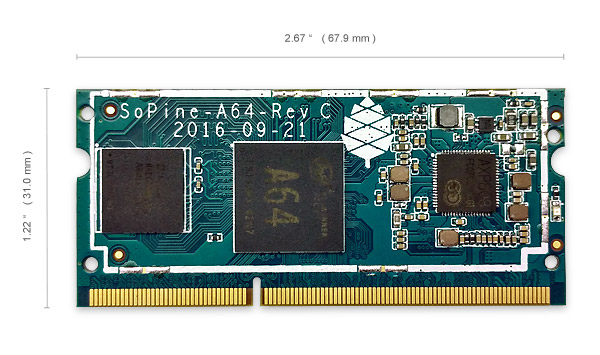 2.67 “ ( 67.9 mm )
1.22 “ ( 31.0 mm )
SoPine-A64-Rev C
2016-09-21
A64